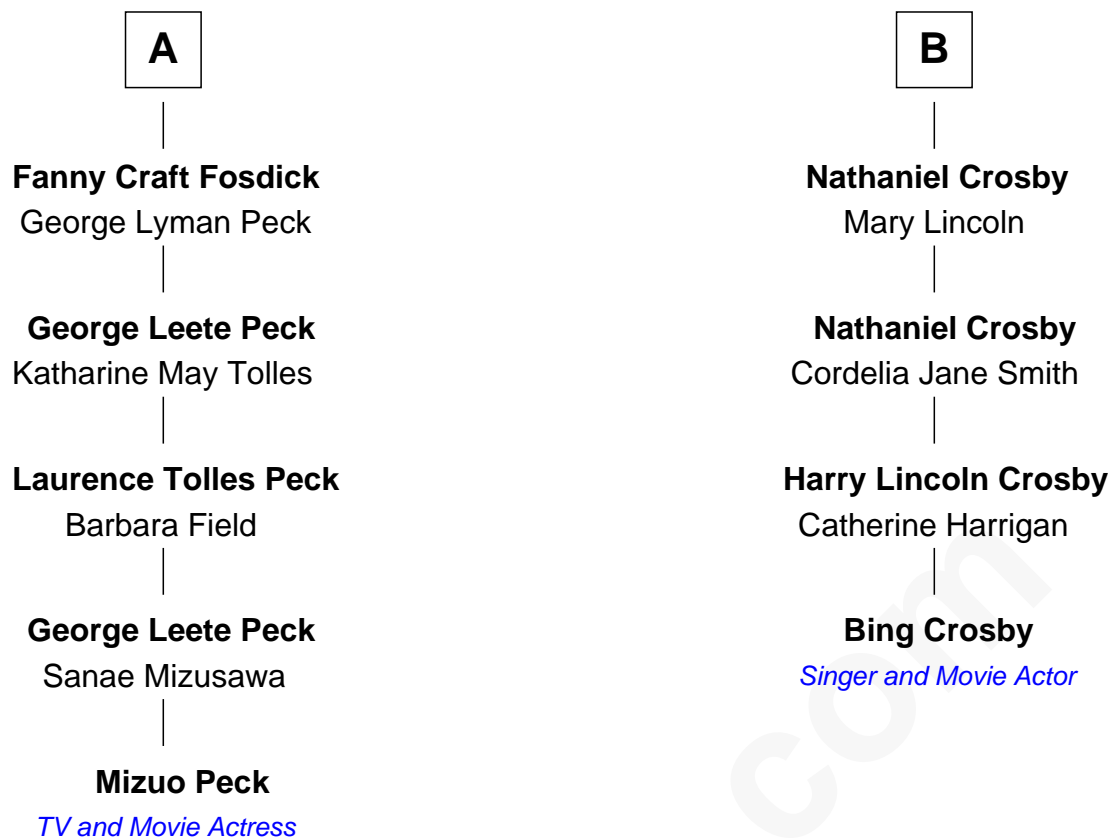 A
Fanny Craft Fosdick
George Lyman Peck
George Leete Peck
Katharine May Tolles
Laurence Tolles Peck
Barbara Field
George Leete Peck
Sanae Mizusawa
Mizuo Peck
TV and Movie Actress
B
Nathaniel Crosby
Mary Lincoln
Nathaniel Crosby
Cordelia Jane Smith
Harry Lincoln Crosby
Catherine Harrigan
Bing Crosby
Singer and Movie Actor
com